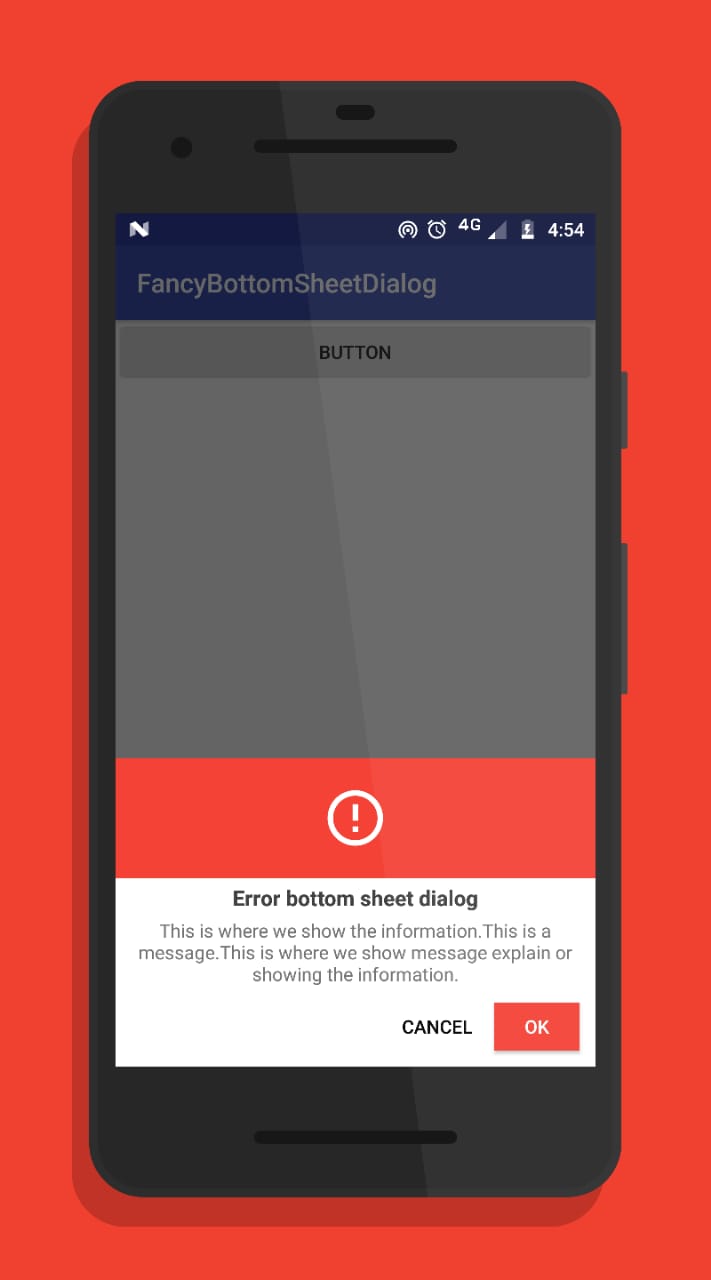 4G 4:54
FancyBottomSheetDialog
BUTTON
Error bottom sheet dialog
This is where we show the information.This is a
message.This is where we show message explain or
showing the information.
CANCEL OK